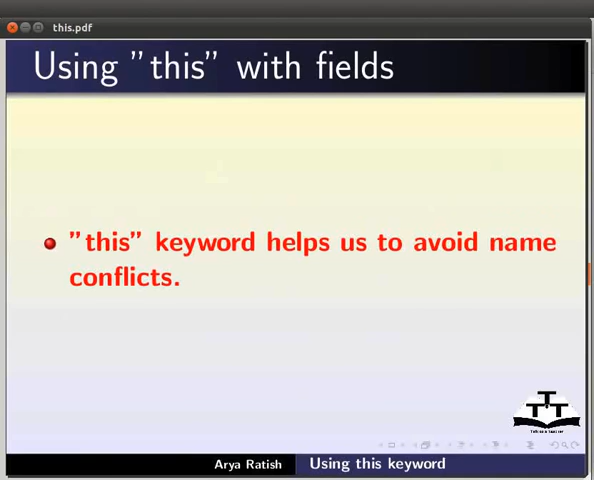 this.pdf
Using "this" with fields
"this" keyword helps us to avoid name
conflicts.
Arya Ratish Using this keyword